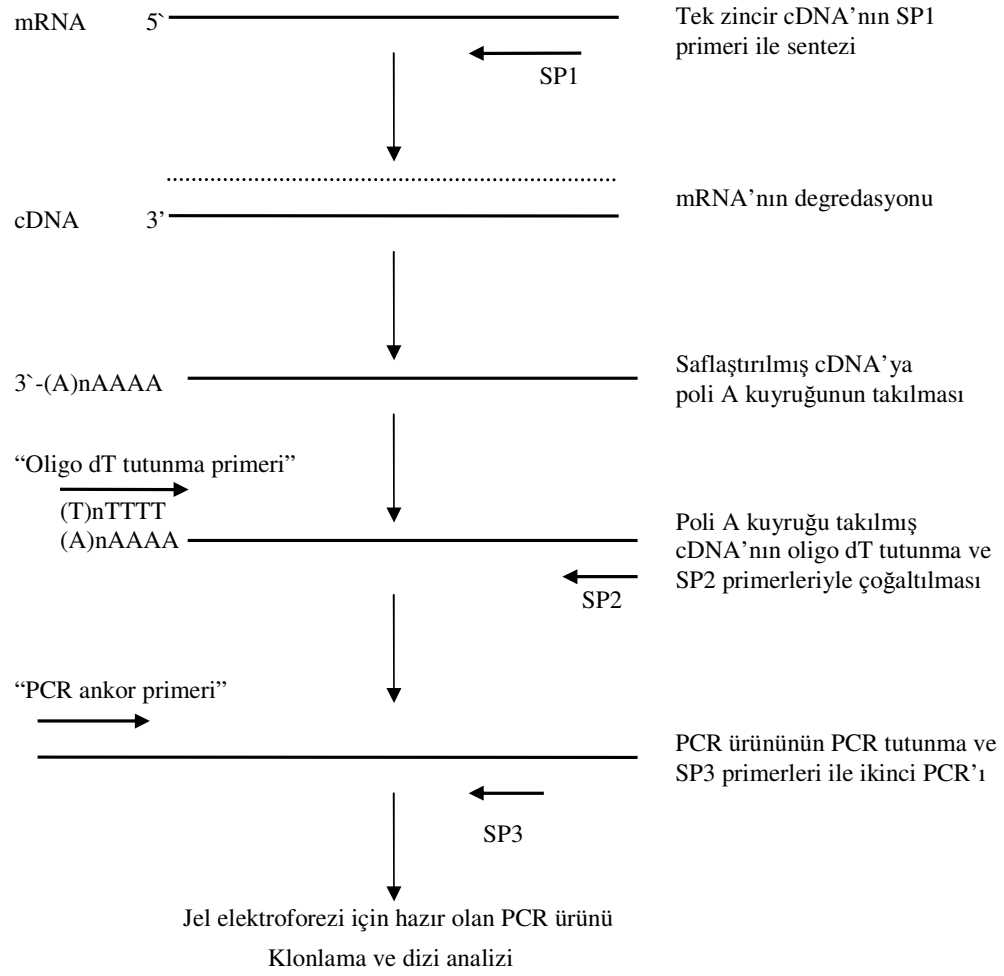 mRNA 5`
Tek zincir cDNA’nın SP1
primeri ile sentezi
SP1
mRNA’nın degredasyonu
cDNA 3’
Saflaştırılmış cDNA’ya
poli A kuyruğunun takılması
3`-(A)nAAAA
“Oligo dT tutunma primeri”
(T)nTTTT
(A)nAAAA
Poli A kuyruğu takılmış
cDNA’nın oligo dT tutunma ve
SP2 primerleriyle çoğaltılması
SP2
“PCR ankor primeri”
PCR ürününün PCR tutunma ve
SP3 primerleri ile ikinci PCR’ı
SP3
Jel elektroforezi için hazır olan PCR ürünü
Klonlama ve dizi analizi